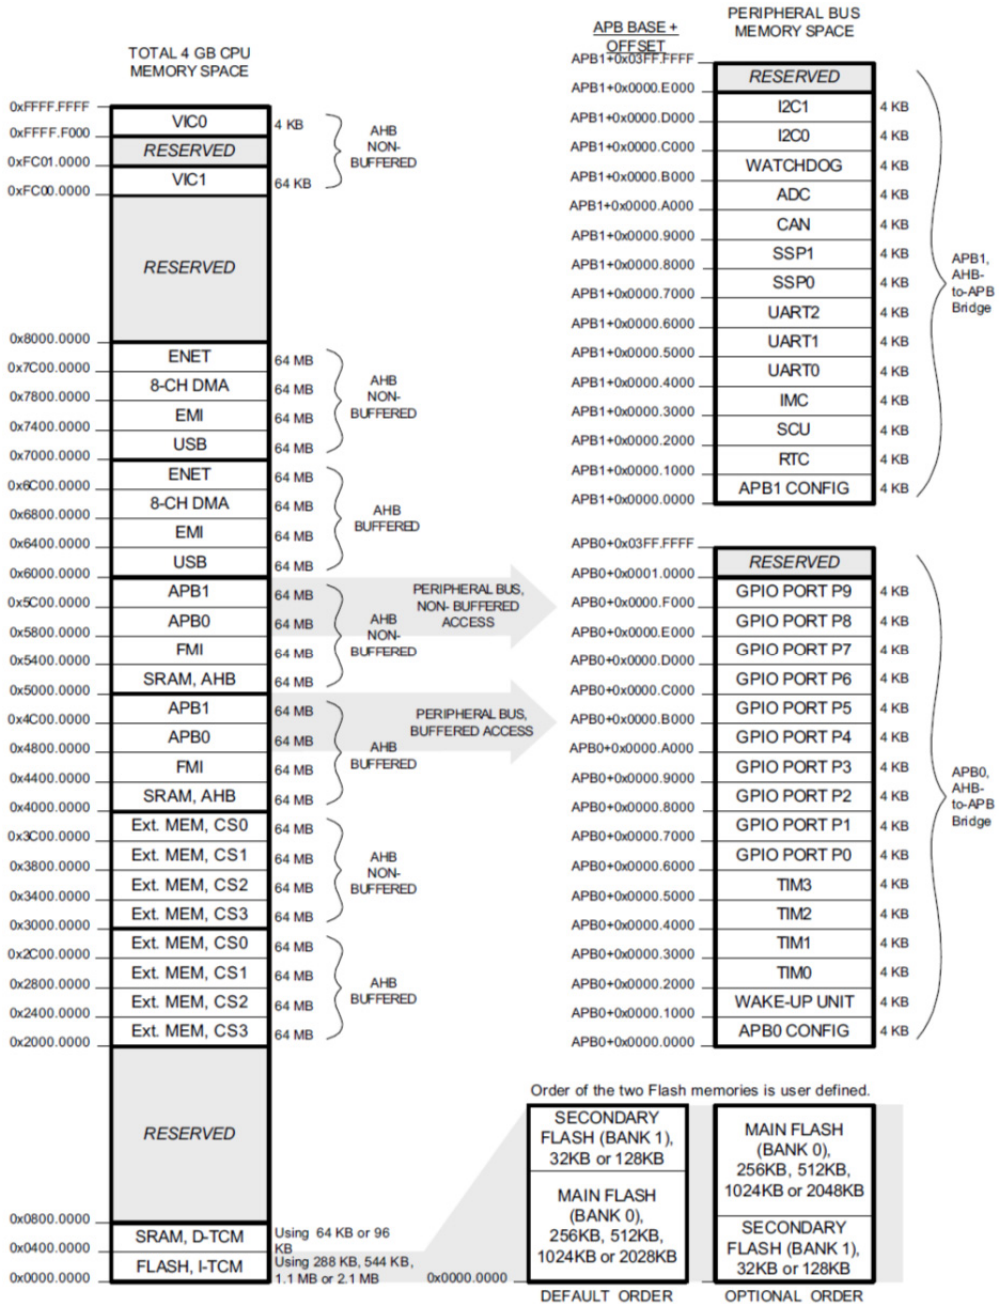 TOTAL 4 GB CPU
MEMORY SPACE
0xFFFF.FFFF
VIC0
4 KB
0xFFFF.F000
RESERVED
0xFC01.0000
VIC1
64 KB
0xFC00.0000
AHB
NON-
BUFFERED
RESERVED
0x8000.0000
ENET
64 MB
0x7C00.0000
8-CH DMA
64 MB
0x7800.0000
EMI
64 MB
0x7400.0000
USB
64 MB
0x7000.0000
AHB
NON-
BUFFERED
ENET
64 MB
0x6C00.0000
8-CH DMA
64 MB
0x6800.0000
EMI
64 MB
0x6400.0000
USB
64 MB
0x6000.0000
AHB
BUFFERED
APB1
64 MB
0x5C00.0000
APB0
64 MB
0x5800.0000
FMI
64 MB
0x5400.0000
SRAM, AHB
64 MB
0x5000.0000
AHB
NON-
BUFFERED
PERIPHERAL BUS,
NON- BUFFERED
ACCESS
APB1
64 MB
0x4C00.0000
APB0
64 MB
0x4800.0000
FMI
64 MB
0x4400.0000
SRAM, AHB
64 MB
0x4000.0000
AHB
BUFFERED
PERIPHERAL BUS,
BUFFERED ACCESS
Ext. MEM, CS0
64 MB
0x3C00.0000
Ext. MEM, CS1
64 MB
0x3800.0000
Ext. MEM, CS2
64 MB
0x3400.0000
Ext. MEM, CS3
64 MB
0x3000.0000
AHB
NON-
BUFFERED
Ext. MEM, CS0
64 MB
0x2C00.0000
Ext. MEM, CS1
64 MB
0x2800.0000
Ext. MEM, CS2
64 MB
0x2400.0000
Ext. MEM, CS3
64 MB
0x2000.0000
AHB
BUFFERED
RESERVED
0x0800.0000
SRAM, D-TCM
Using 64 KB or 96
KB
0x0400.0000
FLASH, I-TCM
Using 288 KB, 544 KB,
1.1 MB or 2.1 MB
0x0000.0000
APB BASE +
OFFSET
PERIPHERAL BUS
MEMORY SPACE
APB1+0x03FF.FFFF
RESERVED
APB1+0x0000.E000
I2C1
4 KB
APB1+0x0000.D000
I2C0
4 KB
APB1+0x0000.C000
WATCHDOG
4 KB
APB1+0x0000.B000
ADC
4 KB
APB1+0x0000.A000
CAN
4 KB
APB1+0x0000.9000
SSP1
4 KB
APB1+0x0000.8000
SSP0
4 KB
APB1+0x0000.7000
UART2
4 KB
APB1+0x0000.6000
UART1
4 KB
APB1+0x0000.5000
UART0
4 KB
APB1+0x0000.4000
IMC
4 KB
APB1+0x0000.3000
SCU
4 KB
APB1+0x0000.2000
RTC
4 KB
APB1+0x0000.1000
APB1 CONFIG
4 KB
APB1+0x0000.0000
APB1,
AHB-
to-APB
Bridge
APB0+0x03FF.FFFF
RESERVED
APB0+0x0001.0000
GPIO PORT P9
4 KB
APB0+0x0000.F000
GPIO PORT P8
4 KB
APB0+0x0000.E000
GPIO PORT P7
4 KB
APB0+0x0000.D000
GPIO PORT P6
4 KB
APB0+0x0000.C000
GPIO PORT P5
4 KB
APB0+0x0000.B000
GPIO PORT P4
4 KB
APB0+0x0000.A000
GPIO PORT P3
4 KB
APB0+0x0000.9000
GPIO PORT P2
4 KB
APB0+0x0000.8000
GPIO PORT P1
4 KB
APB0+0x0000.7000
GPIO PORT P0
4 KB
APB0+0x0000.6000
TIM3
4 KB
APB0+0x0000.5000
TIM2
4 KB
APB0+0x0000.4000
TIM1
4 KB
APB0+0x0000.3000
TIM0
4 KB
APB0+0x0000.2000
WAKE-UP UNIT
4 KB
APB0+0x0000.1000
APB0 CONFIG
4 KB
APB0+0x0000.0000
APB0,
AHB-
to-APB
Bridge
Order of the two Flash memories is user defined.
SECONDARY
FLASH (BANK 1),
32KB or 128KB
MAIN FLASH
(BANK 0),
256KB, 512KB,
1024KB or 2028KB
0x0000.0000
DEFAULT ORDER
MAIN FLASH
(BANK 0),
256KB, 512KB,
1024KB or 2048KB
SECONDARY
FLASH (BANK 1),
32KB or 128KB
OPTIONAL ORDER